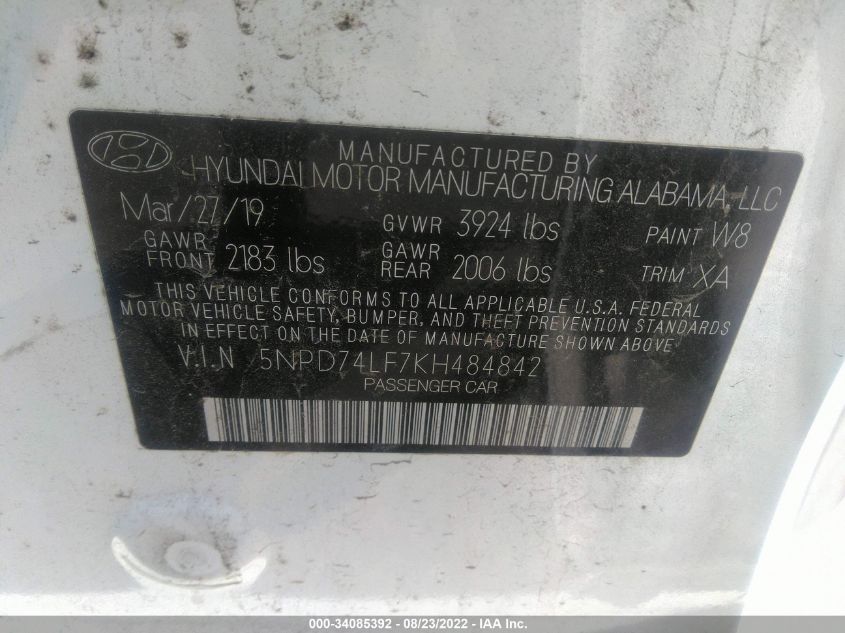 MANUFACTURED BY
HYUNDAI MOTOR MANUFACTURING ALABAMA, LLC
Mar/27/19 GVWR 3924 lbs PAINT W8
GAWR FRONT 2183 lbs GAWR REAR 2006 lbs TRIM XA
THIS VEHICLE CONFORMS TO ALL APPLICABLE U.S.A. FEDERAL
MOTOR VEHICLE SAFETY, BUMPER, AND THEFT PREVENTION STANDARDS
IN EFFECT ON THE DATE OF MANUFACTURE SHOWN ABOVE.
V.I.N 5NPD74LF7KH484842
PASSENGER CAR
000-34085392 - 08/23/2022 - IAA Inc.